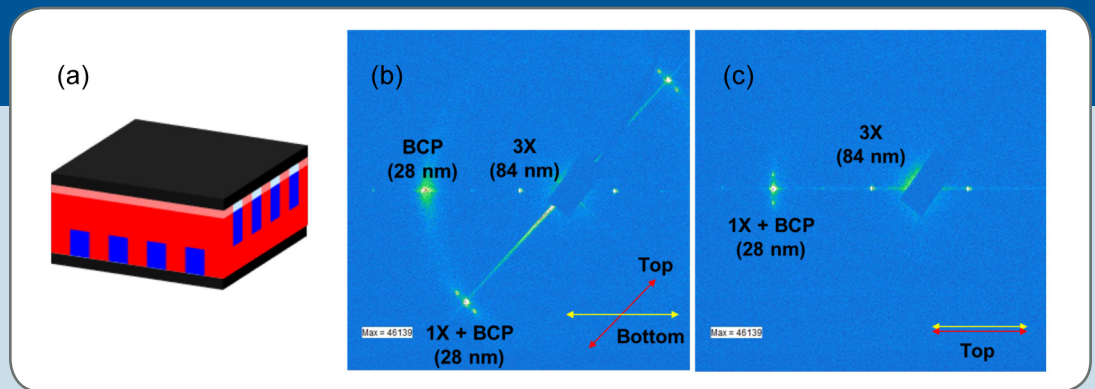 (a)
(b)
BCP
(28 nm)
3X
(84 nm)
Top
Bottom
Max = 46139
1X + BCP
(28 nm)
(c)
3X
(84 nm)
1X + BCP
(28 nm)
Max = 46139
Top